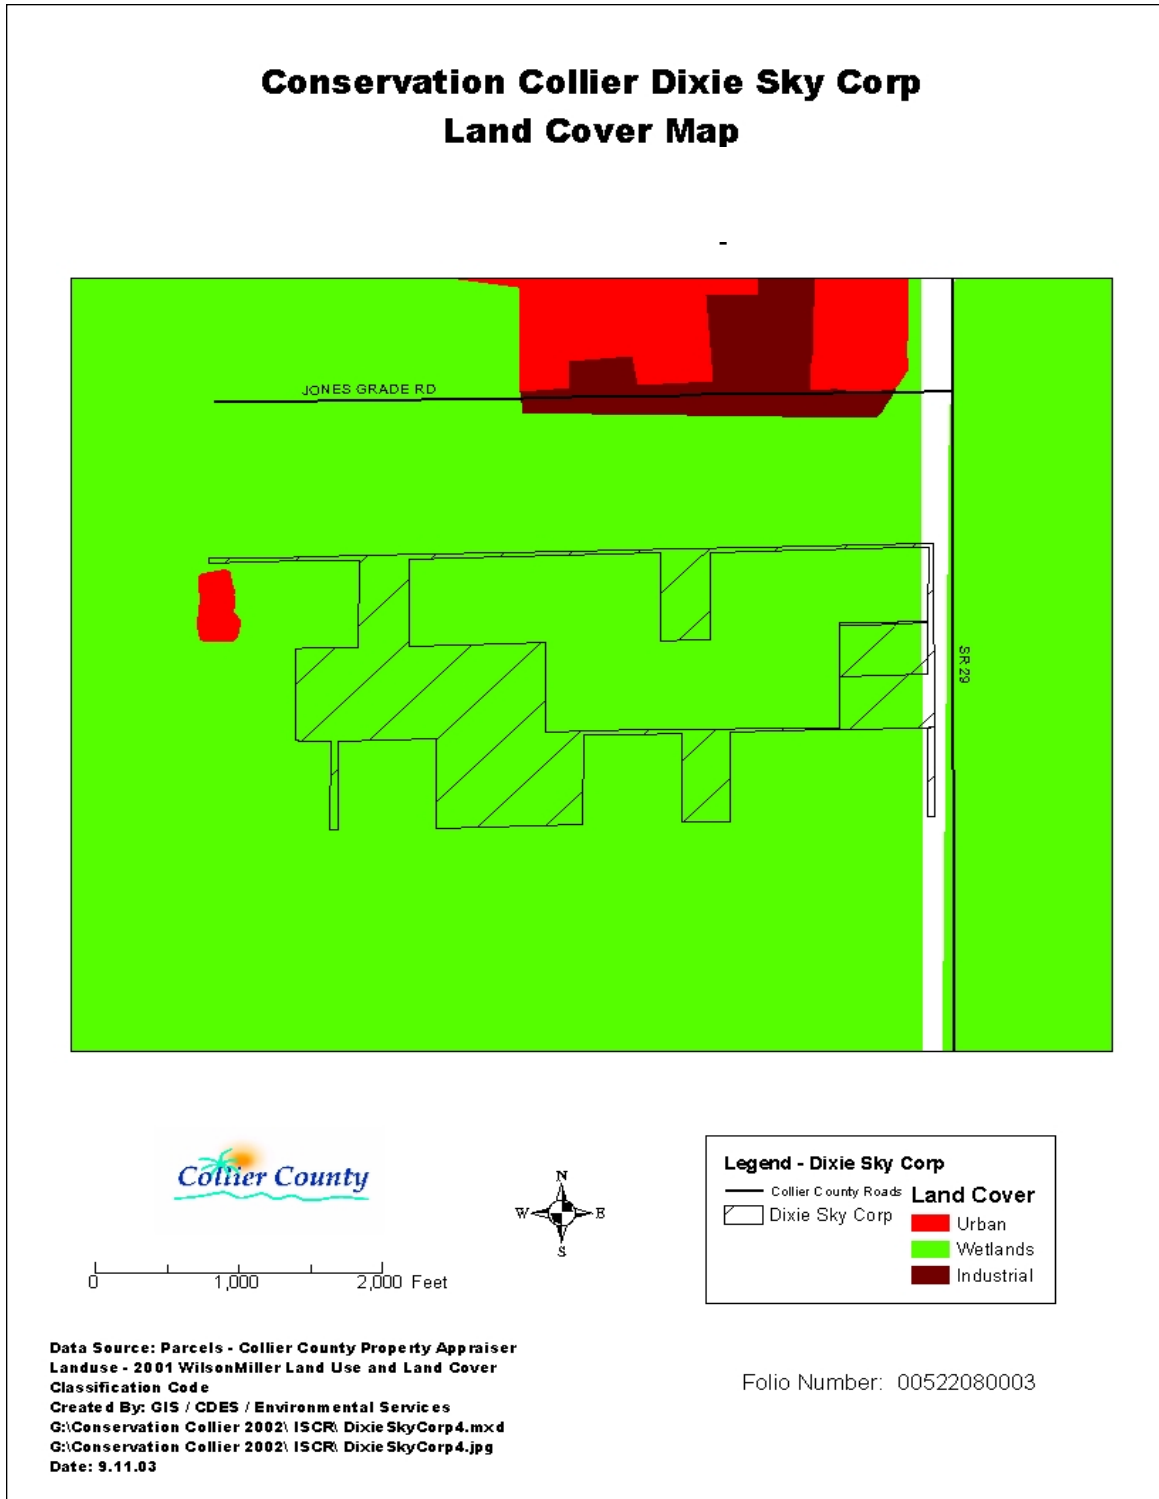 Conservation Collier Dixie Sky Corp
Land Cover Map
-
JONES GRADE RD
SR 29
Collier County
N
W E
S
0 1,000 2,000 Feet
Legend - Dixie Sky Corp
Collier County Roads
Dixie Sky Corp
Land Cover
Urban
Wetlands
Industrial
Data Source: Parcels - Collier County Property Appraiser
Landuse - 2001 WilsonMiller Land Use and Land Cover
Classification Code
Created By: GIS / CDES / Environmental Services
G:\Conservation Collier 2002\ ISCR\ DixieSkyCorp4.mxd
G:\Conservation Collier 2002\ ISCR\ DixieSkyCorp4.jpg
Date: 9.11.03
Folio Number: 00522080003